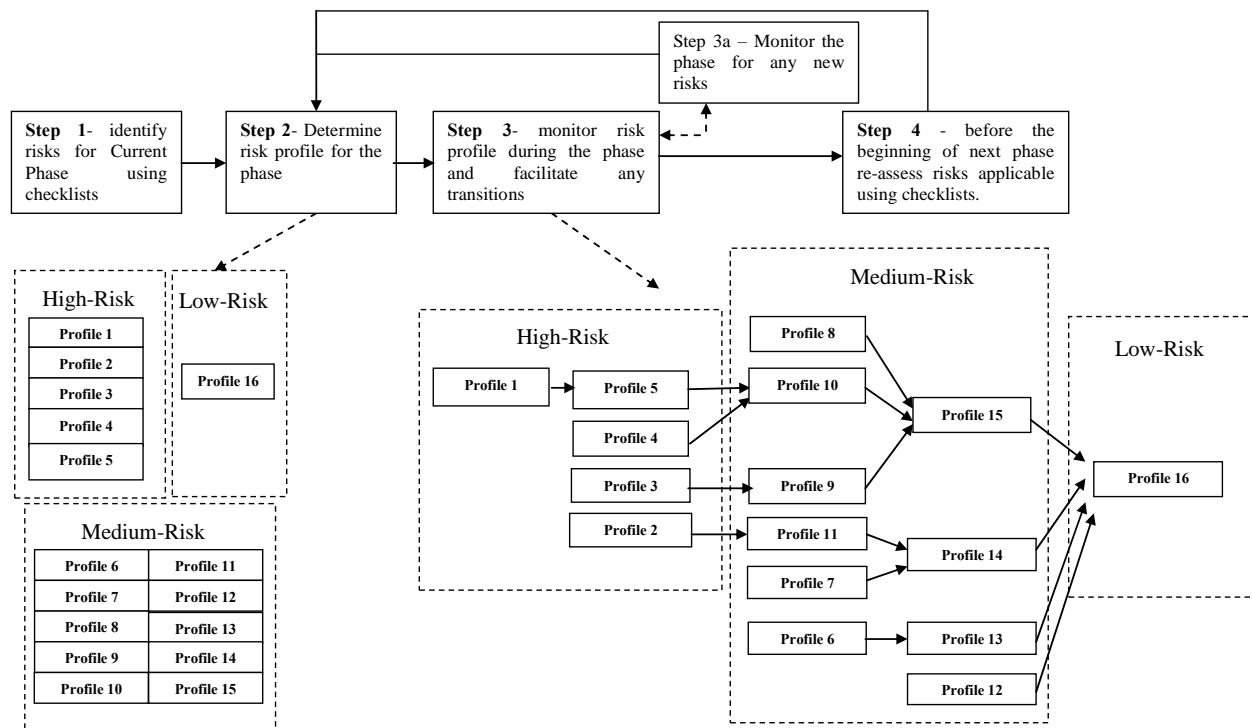 Step 3a – Monitor the
phase for any new
risks
Step 1- identify
risks for Current
Phase using
checklists
Step 2- Determine
risk profile for the
phase
Step 3- monitor risk
profile during the phase
and facilitate any
transitions
Step 4 - before the
beginning of next phase
re-assess risks applicable
using checklists.
High-Risk
Profile 1
Profile 2
Profile 3
Profile 4
Profile 5
Low-Risk
Profile 16
Medium-Risk
Profile 6
Profile 11
Profile 7
Profile 12
Profile 8
Profile 13
Profile 9
Profile 14
Profile 10
Profile 15
High-Risk
Profile 1
Profile 5
Profile 4
Profile 3
Profile 2
Medium-Risk
Profile 8
Profile 10
Profile 15
Profile 9
Profile 11
Profile 14
Profile 7
Profile 6
Profile 13
Profile 12
Low-Risk
Profile 16